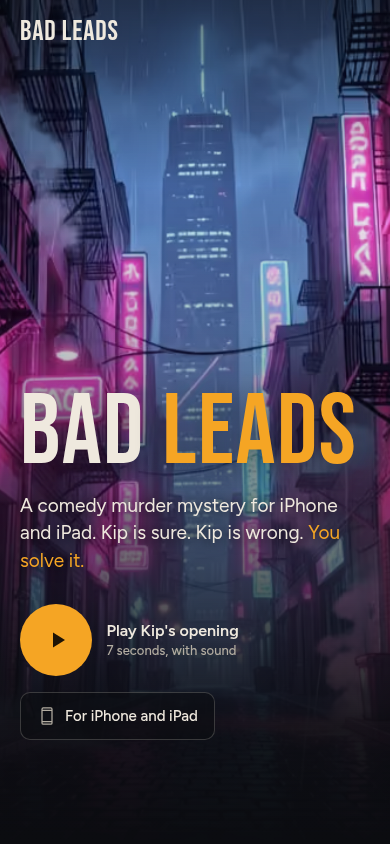 BAD LEADS
BAD LEADS
A comedy murder mystery for iPhone
and iPad. Kip is sure. Kip is wrong. You
solve it.
Play Kip's opening
7 seconds, with sound
For iPhone and iPad